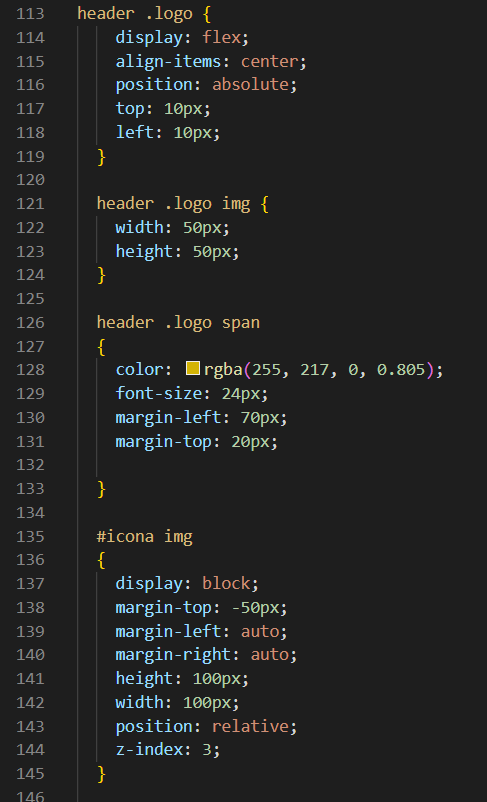 113 header .logo {
114 display: flex;
115 align-items: center;
116 position: absolute;
117 top: 10px;
118 left: 10px;
119 }
120
121 header .logo img {
122 width: 50px;
123 height: 50px;
124 }
125
126 header .logo span
127 {
128 color: rgba(255, 217, 0, 0.805);
129 font-size: 24px;
130 margin-left: 70px;
131 margin-top: 20px;
132
133 }
134
135 #icona img
136 {
137 display: block;
138 margin-top: -50px;
139 margin-left: auto;
140 margin-right: auto;
141 height: 100px;
142 width: 100px;
143 position: relative;
144 z-index: 3;
145 }
146